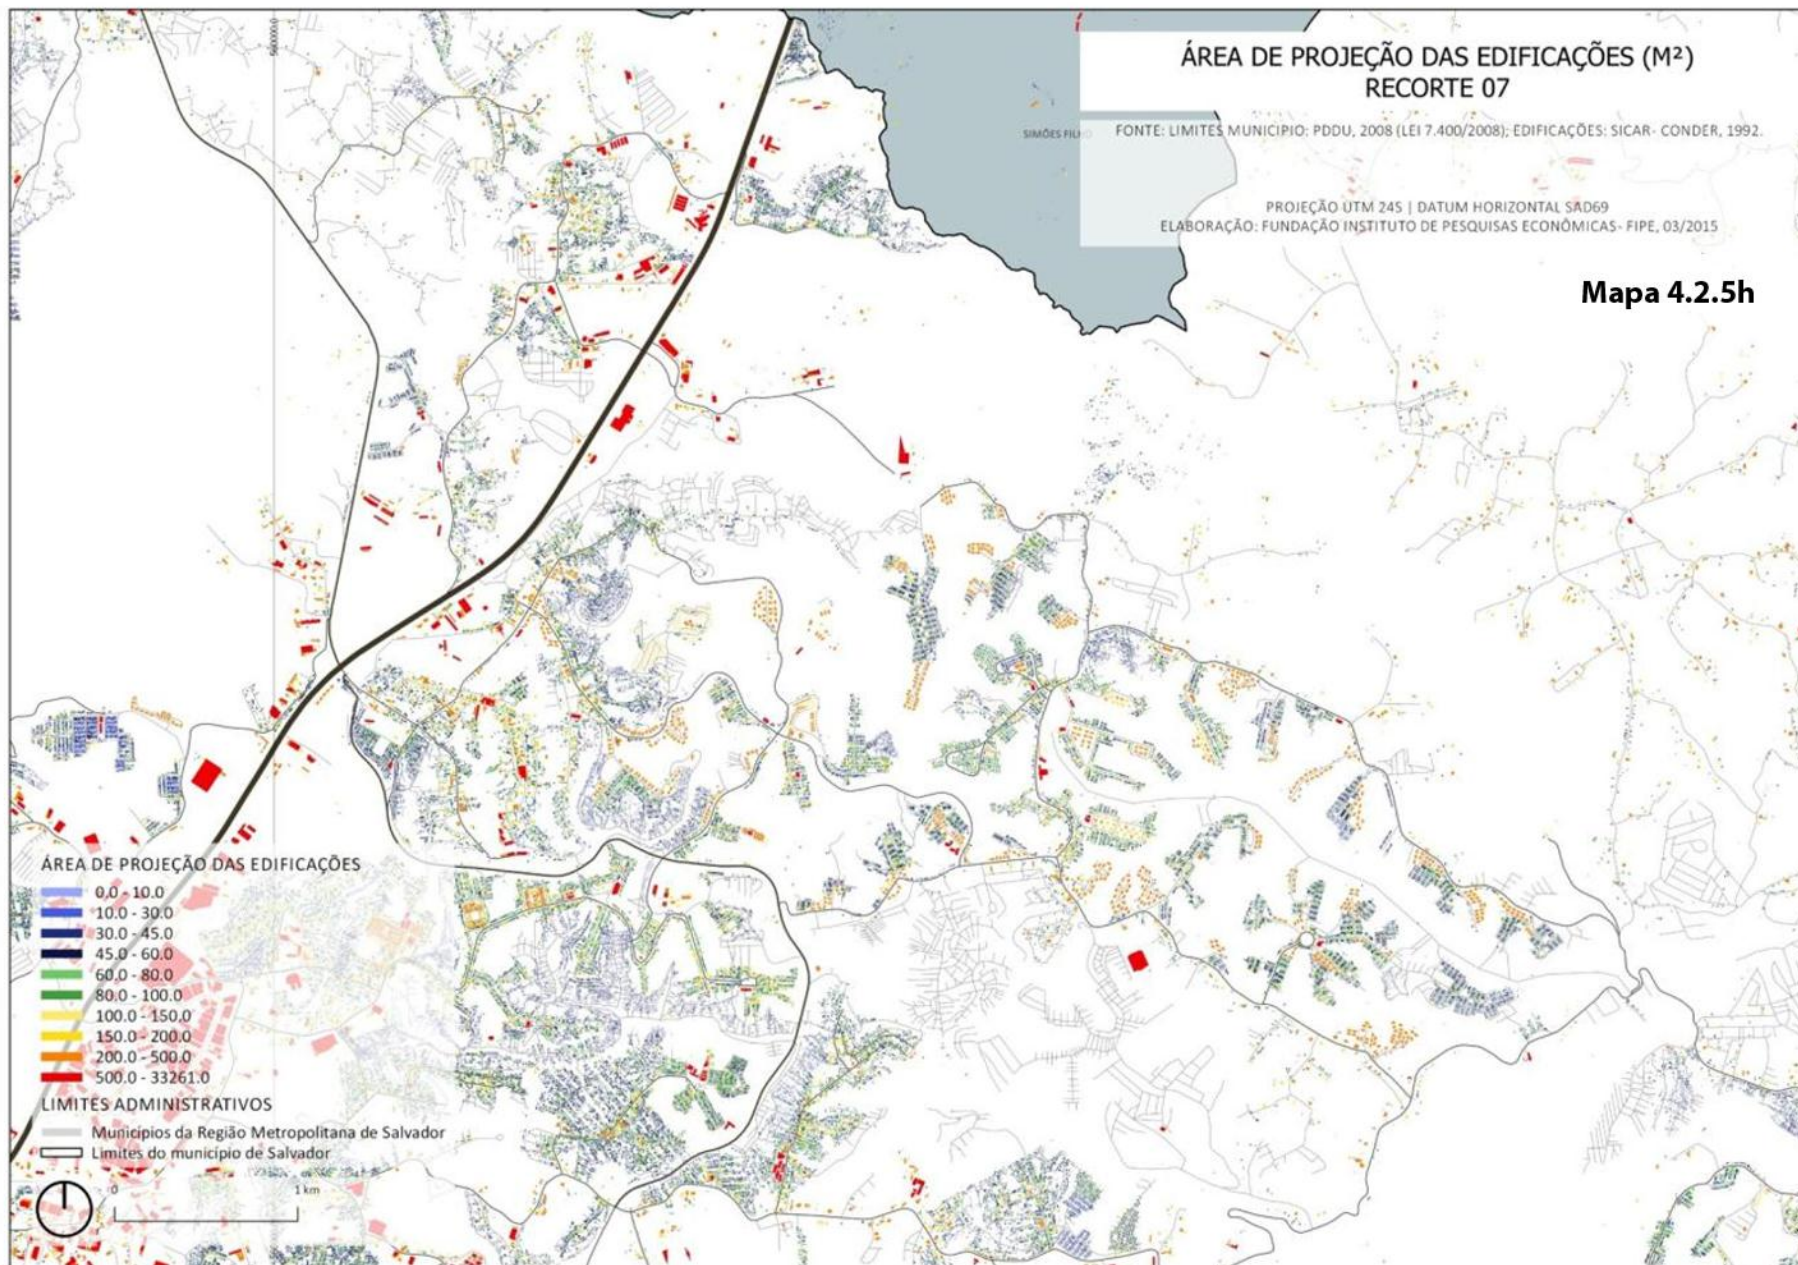 ÁREA DE PROJEÇÃO DAS EDIFICAÇÕES (M²)
RECORTE 07
SIMÕES FILHO
FONTE: LIMITES MUNICIPIO: PDDU, 2008 (LEI 7.400/2008); EDIFICAÇÕES: SICAR- CONDER, 1992.
PROJEÇÃO UTM 24S | DATUM HORIZONTAL SAD69
ELABORAÇÃO: FUNDAÇÃO INSTITUTO DE PESQUISAS ECONÔMICAS- FIPE, 03/2015
Mapa 4.2.5h
ÁREA DE PROJEÇÃO DAS EDIFICAÇÕES
0.0 - 10.0
10.0 - 30.0
30.0 - 45.0
45.0 - 60.0
60.0 - 80.0
80.0 - 100.0
100.0 - 150.0
150.0 - 200.0
200.0 - 500.0
500.0 - 33261.0
LIMITES ADMINISTRATIVOS
Municípios da Região Metropolitana de Salvador
Limites do município de Salvador
0 1 km